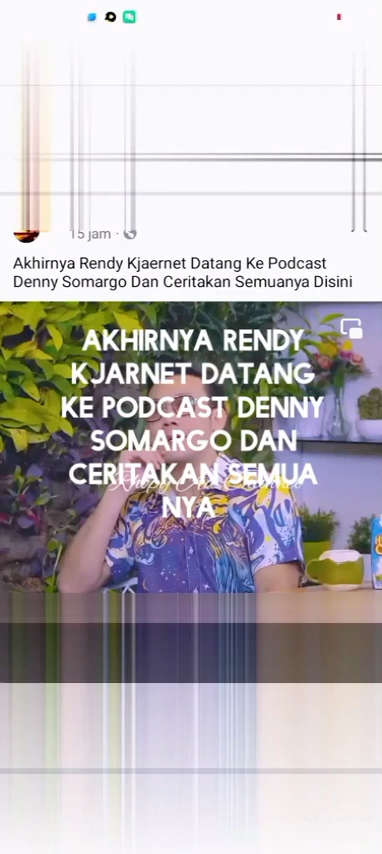 15 jam
Akhirnya Rendy Kjaernet Datang Ke Podcast
Denny Somargo Dan Ceritakan Semuanya Disini
AKHIRNYA RENDY
KJARNET DATANG
KE PODCAST DENNY
SOMARGO DAN
CERITAKAN SEMUA
NYA